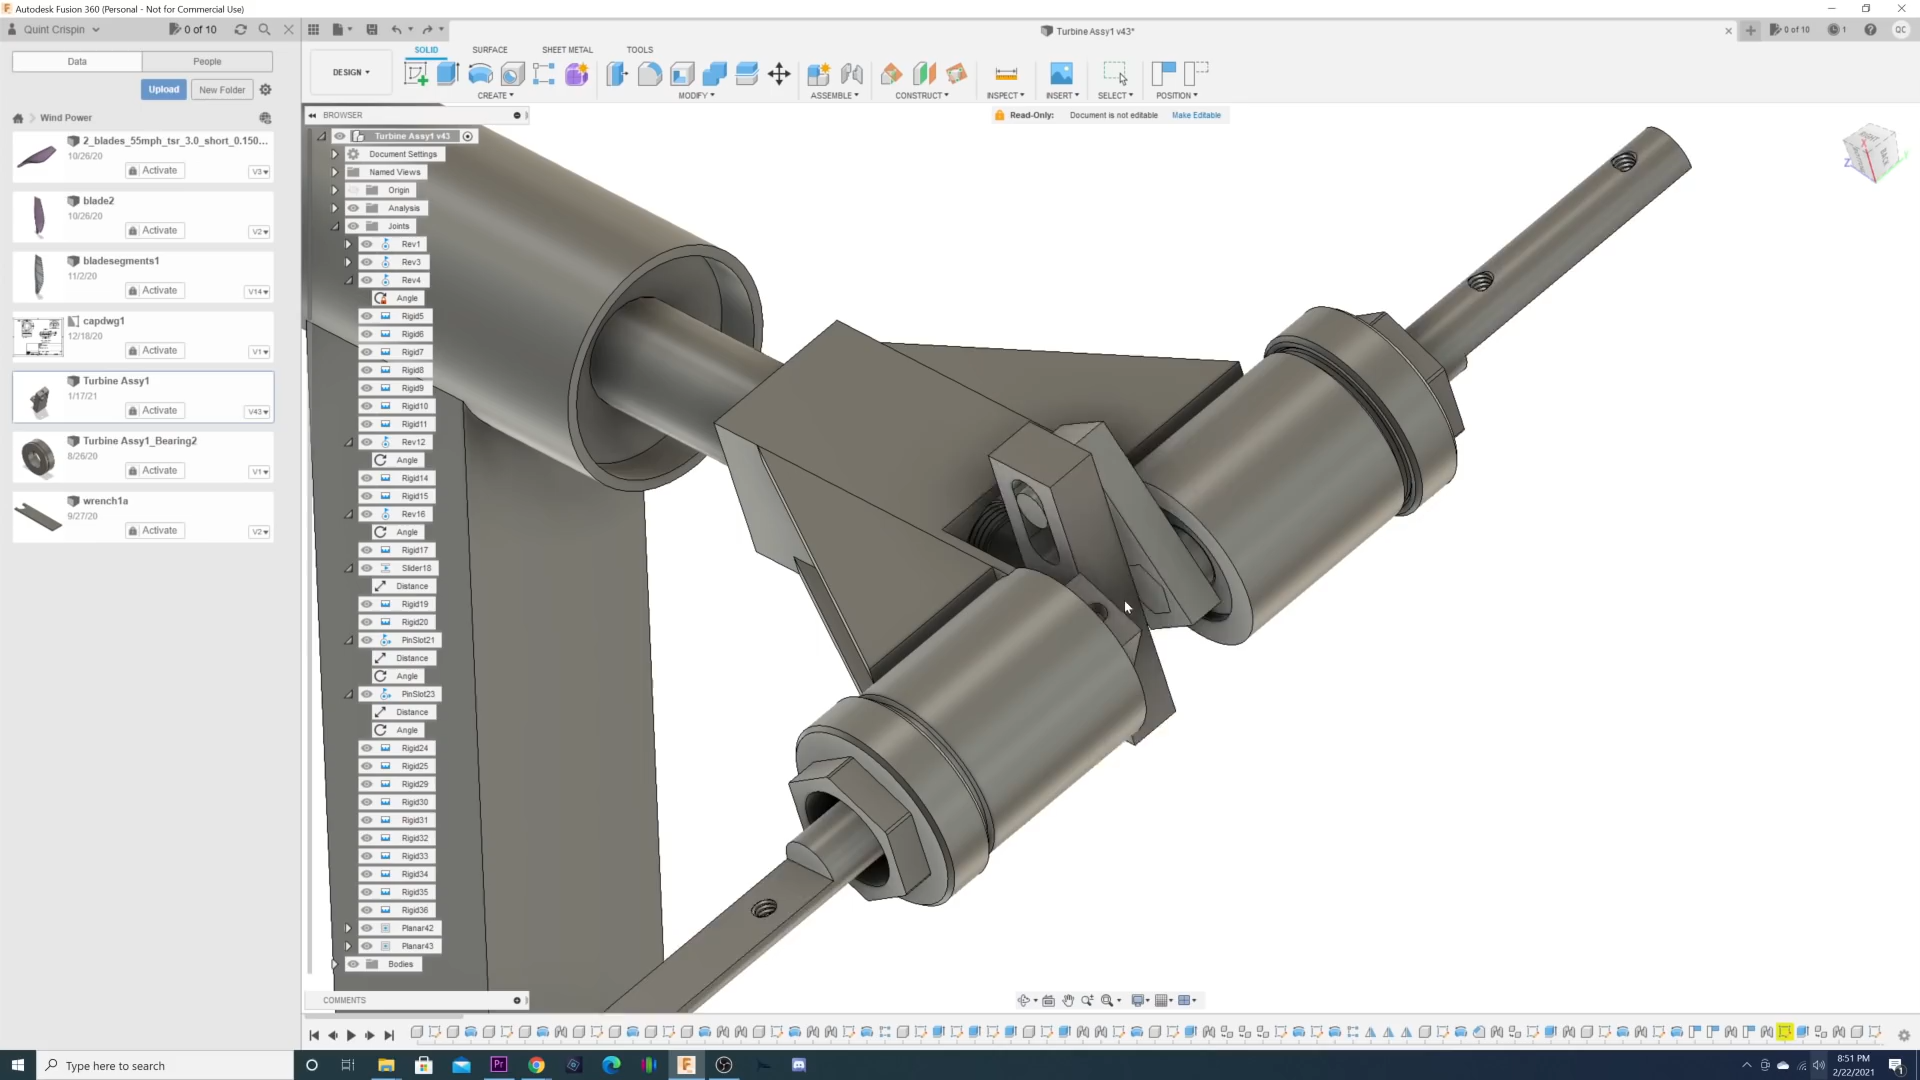 Autodesk Fusion 360 (Personal - Not for Commercial Use)
Quint Crispin
0 of 10
Turbine Assy1 v43*
0 of 10
1
QC
Data
People
Upload
New Folder
Wind Power
2_blades_55mph_tsr_3.0_short_0.150...
10/26/20
Activate
V3
blade2
10/26/20
Activate
V2
bladesegments1
11/2/20
Activate
V14
capdwg1
12/18/20
Activate
V1
Turbine Assy1
1/17/21
Activate
V43
Turbine Assy1_Bearing2
8/26/20
Activate
V1
wrench1a
9/27/20
Activate
V2
DESIGN
SOLID
SURFACE
SHEET METAL
TOOLS
CREATE
MODIFY
ASSEMBLE
CONSTRUCT
INSPECT
INSERT
SELECT
POSITION
Read-Only:
Document is not editable
Make Editable
BROWSER
Turbine Assy1 v43
Document Settings
Named Views
Origin
Analysis
Joints
Rev1
Rev3
Rev4
Angle
Rigid5
Rigid6
Rigid7
Rigid8
Rigid9
Rigid10
Rigid11
Rev12
Angle
Rigid14
Rigid15
Rev16
Angle
Rigid17
Slider18
Distance
Rigid19
Rigid20
PinSlot21
Distance
Angle
PinSlot23
Distance
Angle
Rigid24
Rigid25
Rigid29
Rigid30
Rigid31
Rigid32
Rigid33
Rigid34
Rigid35
Rigid36
Planar42
Planar43
Bodies
X
Z
BACK
COMMENTS
Type here to search
Pr
F
8:51 PM
2/22/2021
1